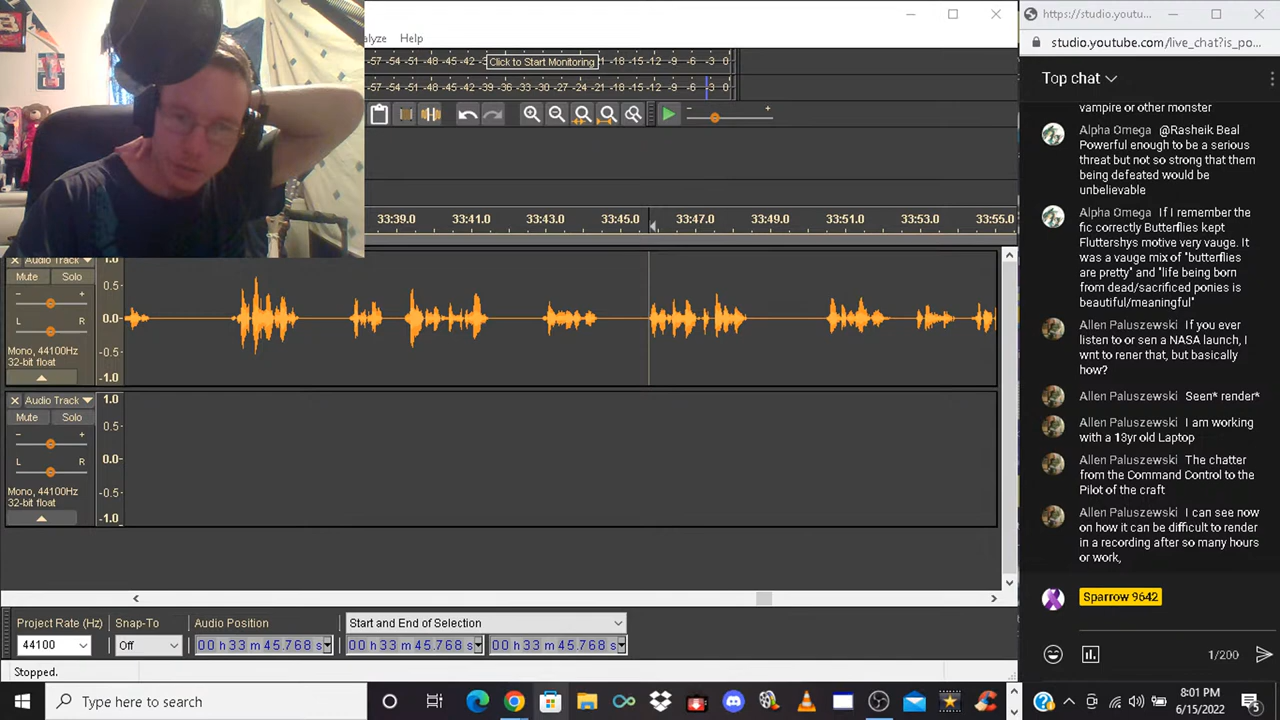 https://studio.youtu...
studio.youtube.com/live_chat?is_po...
alyze Help
-57 -54 -51 -48 -45 -42 -3 Click to Start Monitoring 1 -18 -15 -12 -9 -6 -3 0
-57 -54 -51 -48 -45 -42 -39 -36 -33 -30 -27 -24 -21 -18 -15 -12 -9 -6 -3 0
Top chat
- +
33:39.0 33:41.0 33:43.0 33:45.0 33:47.0 33:49.0 33:51.0 33:53.0 33:55.0
Audio Track 1.0
Mute Solo 0.5
- +
L R 0.0
Mono, 44100Hz -0.5
32-bit float
-1.0
Audio Track 1.0
Mute Solo 0.5
- +
L R 0.0
Mono, 44100Hz -0.5
32-bit float
-1.0
Project Rate (Hz) Snap-To Audio Position Start and End of Selection
44100 Off 00 h 33 m 45.768 s 00 h 33 m 45.768 s 00 h 33 m 45.768 s
Stopped.
vampire or other monster
Alpha Omega @Rasheik Beal
Powerful enough to be a serious
threat but not so strong that them
being defeated would be
unbelievable
Alpha Omega If I remember the
fic correctly Butterflies kept
Fluttershys motive very vauge. It
was a vauge mix of "butterflies
are pretty" and "life being born
from dead/sacrificed ponies is
beautiful/meaningful"
Allen Paluszewski If you ever
listen to or sen a NASA launch, I
wnt to rener that, but basically
how?
Allen Paluszewski Seen* render*
Allen Paluszewski I am working
with a 13yr old Laptop
Allen Paluszewski The chatter
from the Command Control to the
Pilot of the craft
Allen Paluszewski I can see now
on how it can be difficult to render
in a recording after so many hours
or work,
Sparrow 9642
1/200
Type here to search
8:01 PM
6/15/2022
5